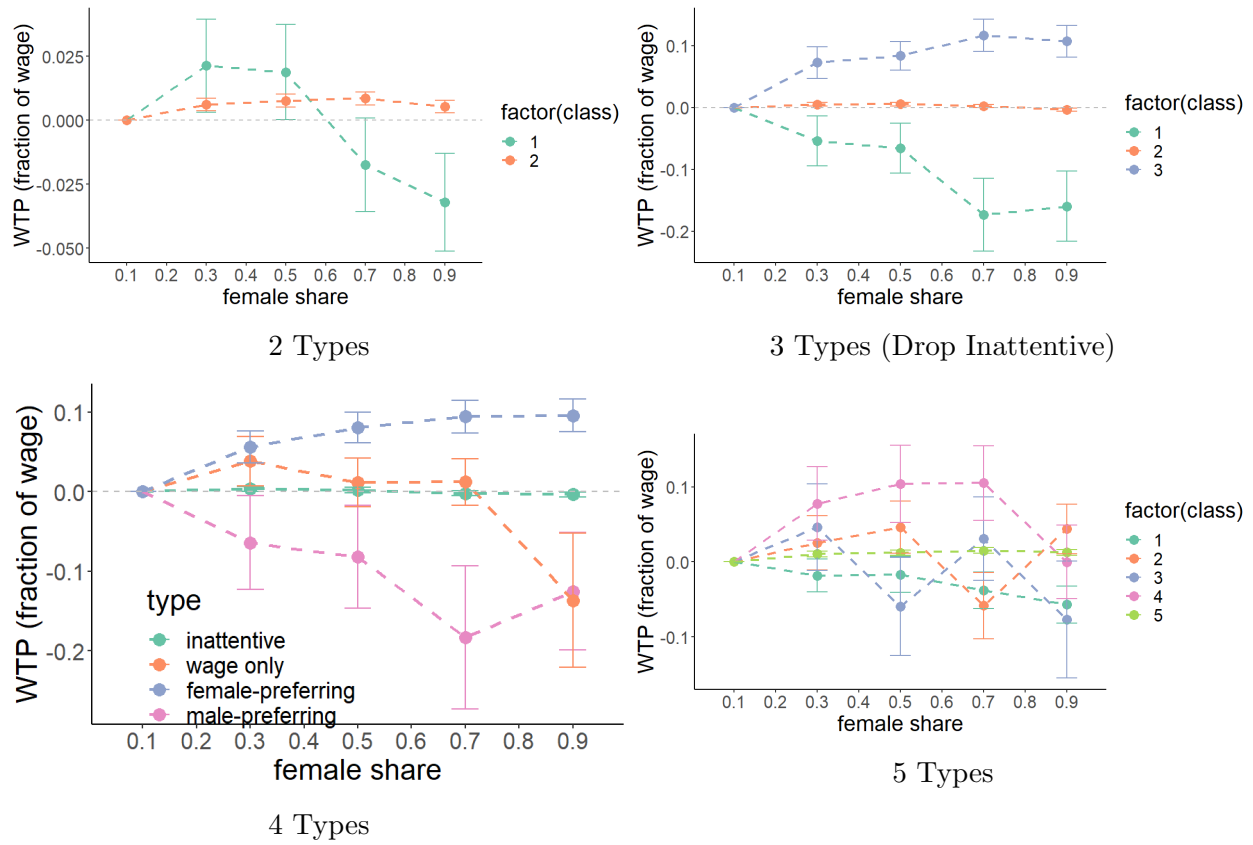 WTP (fraction of wage)
0.025
0.000
-0.025
-0.050
0.1 0.2 0.3 0.4 0.5 0.6 0.7 0.8 0.9
female share
factor(class)
1
2
2 Types
WTP (fraction of wage)
0.1
0.0
-0.1
-0.2
0.1 0.2 0.3 0.4 0.5 0.6 0.7 0.8 0.9
female share
factor(class)
1
2
3
3 Types (Drop Inattentive)
WTP (fraction of wage)
0.1
0.0
-0.1
-0.2
type
inattentive
wage only
female-preferring
male-preferring
0.1 0.2 0.3 0.4 0.5 0.6 0.7 0.8 0.9
female share
4 Types
WTP (fraction of wage)
0.1
0.0
-0.1
0.1 0.2 0.3 0.4 0.5 0.6 0.7 0.8 0.9
female share
factor(class)
1
2
3
4
5
5 Types